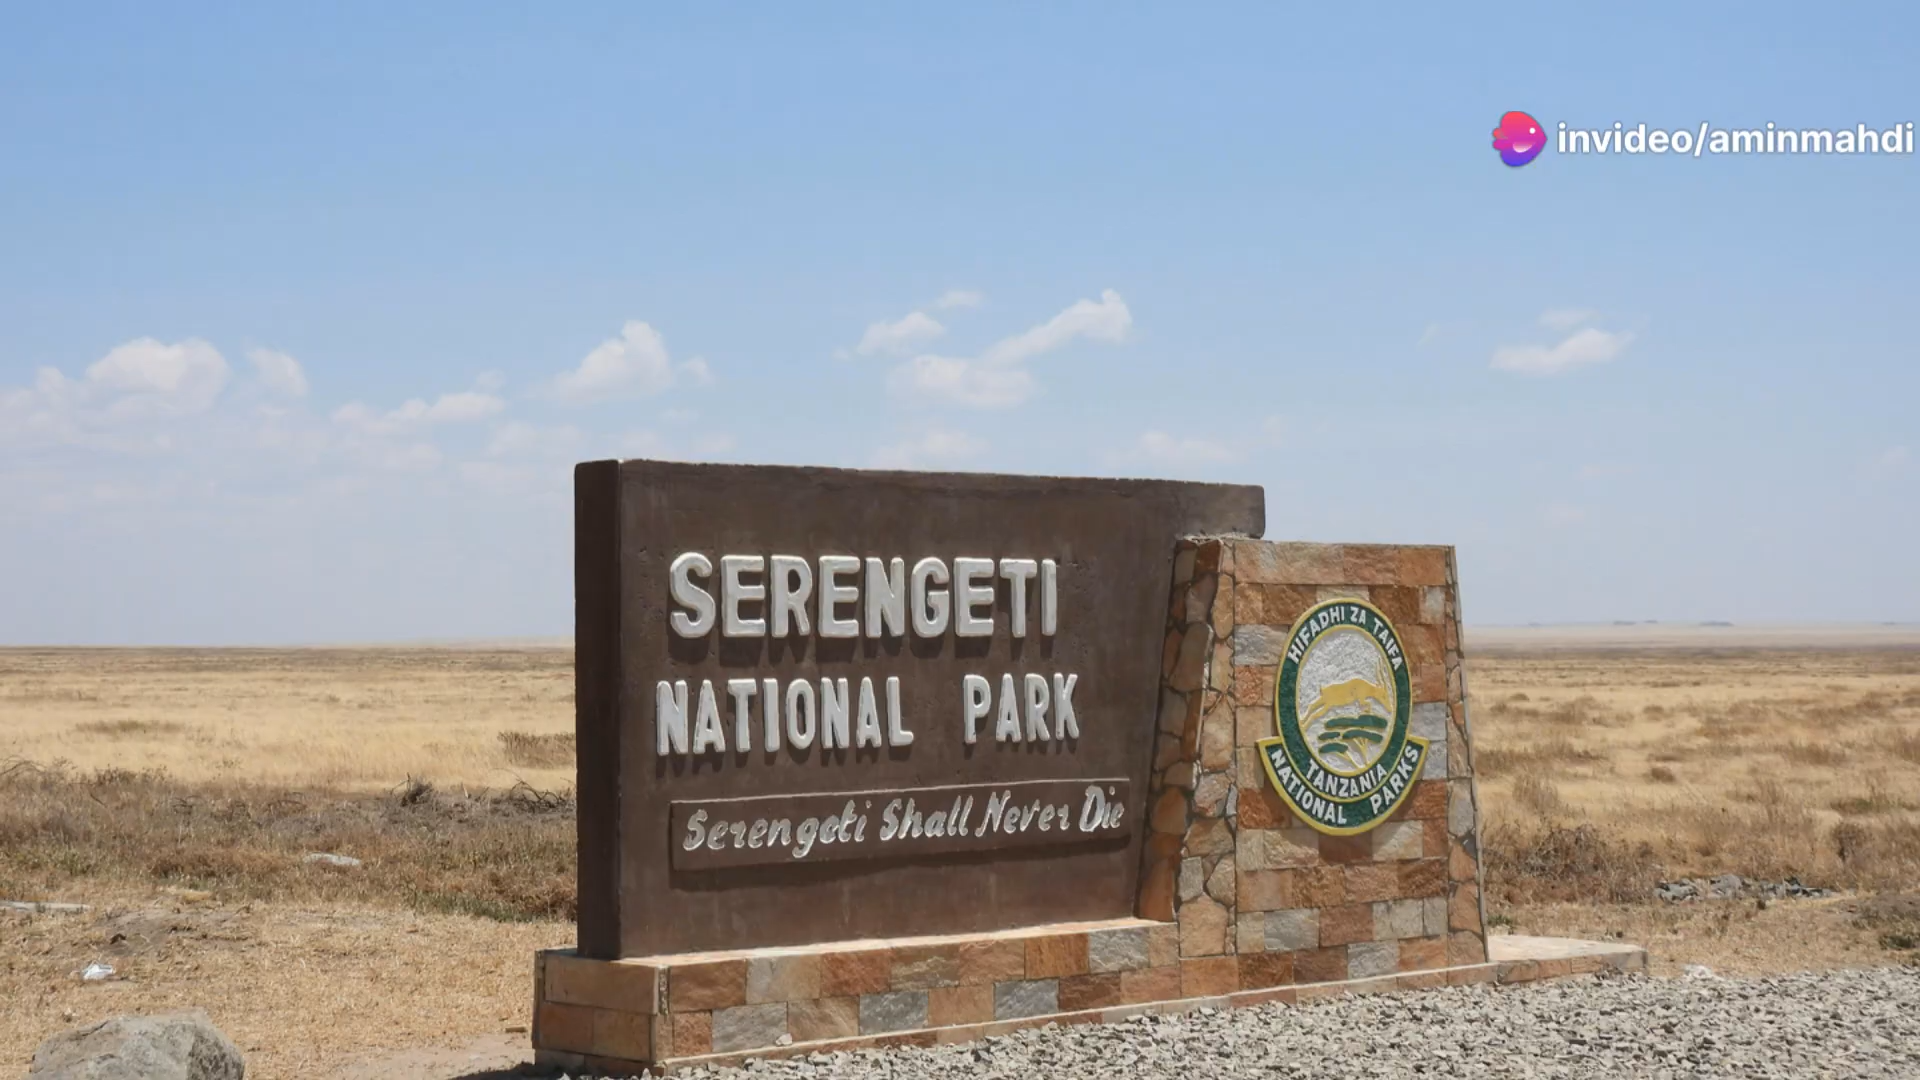 invideo/aminmahdi
SERENGETI
NATIONAL PARK
Serengeti Shall Never Die
HIFADHI ZA TAIFA
TANZANIA
NATIONAL PARKS